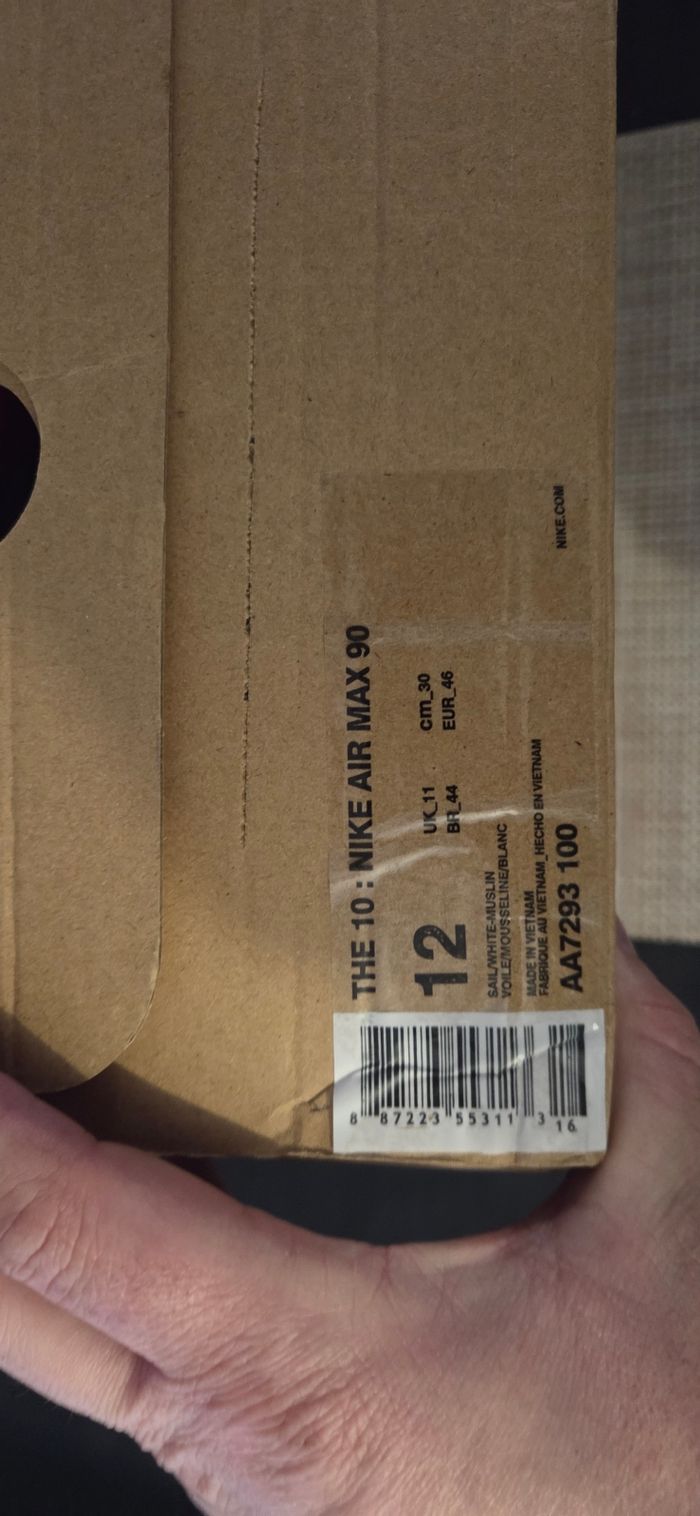 THE 10 : NIKE AIR MAX 90
12
UK_11 cm_30
BR_44 EUR_46
SAIL/WHITE-MUSLIN
VOILE/MOUSSELINE/BLANC
MADE IN VIETNAM
FABRIQUE AU VIETNAM_HECHO EN VIETNAM
AA7293 100
NIKE.COM
8 87223 55311 3 16